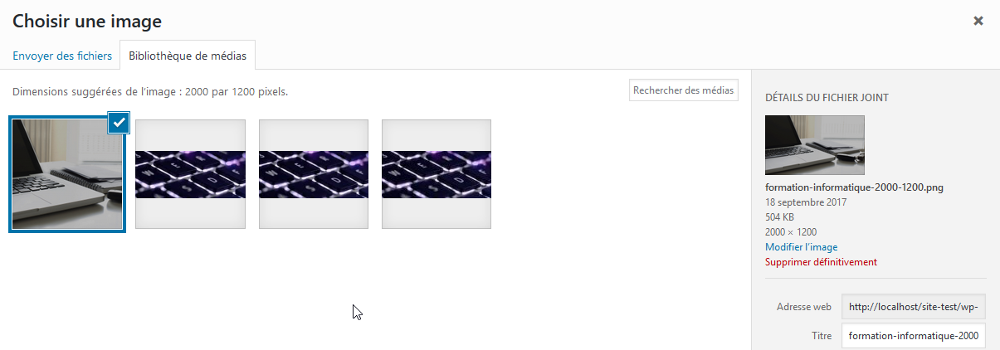 Choisir une image
Envoyer des fichiers
Bibliothèque de médias
Dimensions suggérées de l'image : 2000 par 1200 pixels.
Rechercher des médias
DÉTAILS DU FICHIER JOINT
formation-informatique-2000-1200.png
18 septembre 2017
504 KB
2000 × 1200
Modifier l'image
Supprimer définitivement
Adresse web
http://localhost/site-test/wp-
Titre
formation-informatique-2000